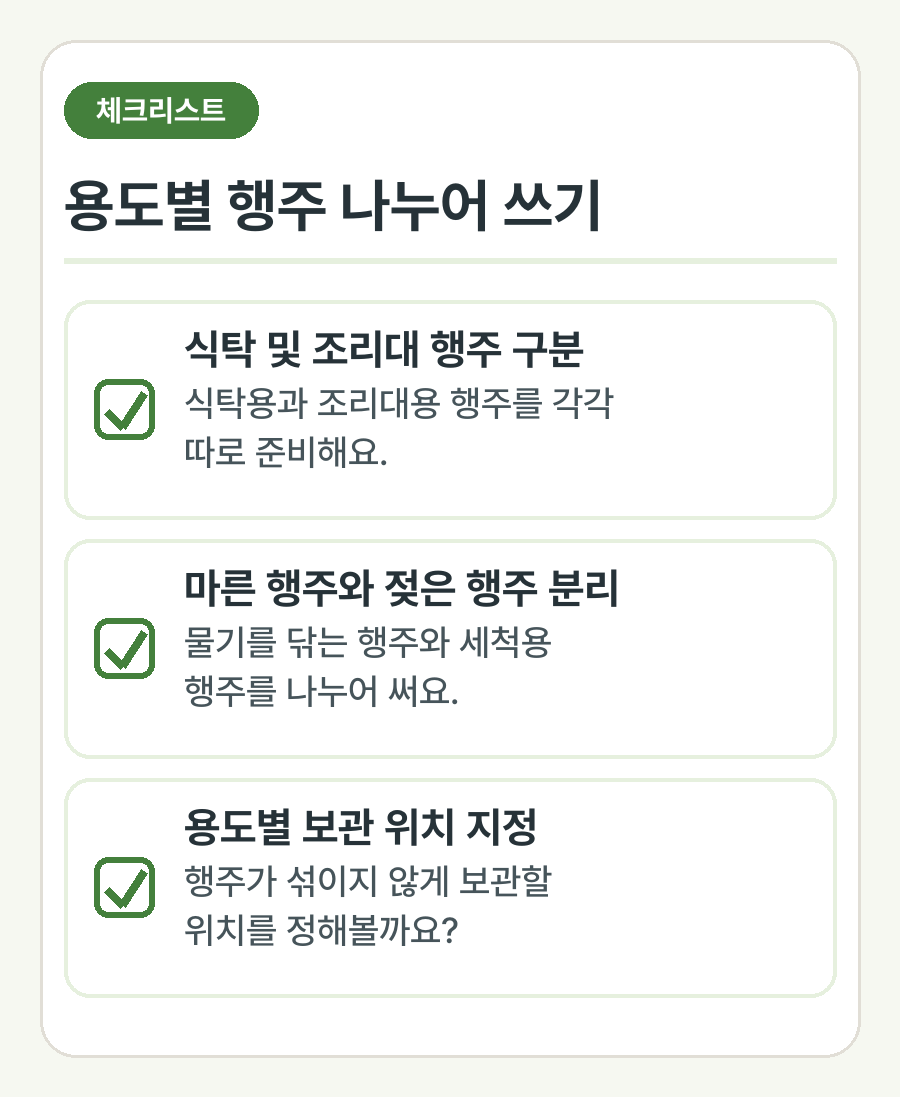 체크리스트
용도별 행주 나누어 쓰기
식탁 및 조리대 행주 구분
식탁용과 조리대용 행주를 각각
따로 준비해요.
마른 행주와 젖은 행주 분리
물기를 닦는 행주와 세척용
행주를 나누어 써요.
용도별 보관 위치 지정
행주가 섞이지 않게 보관할
위치를 정해볼까요?